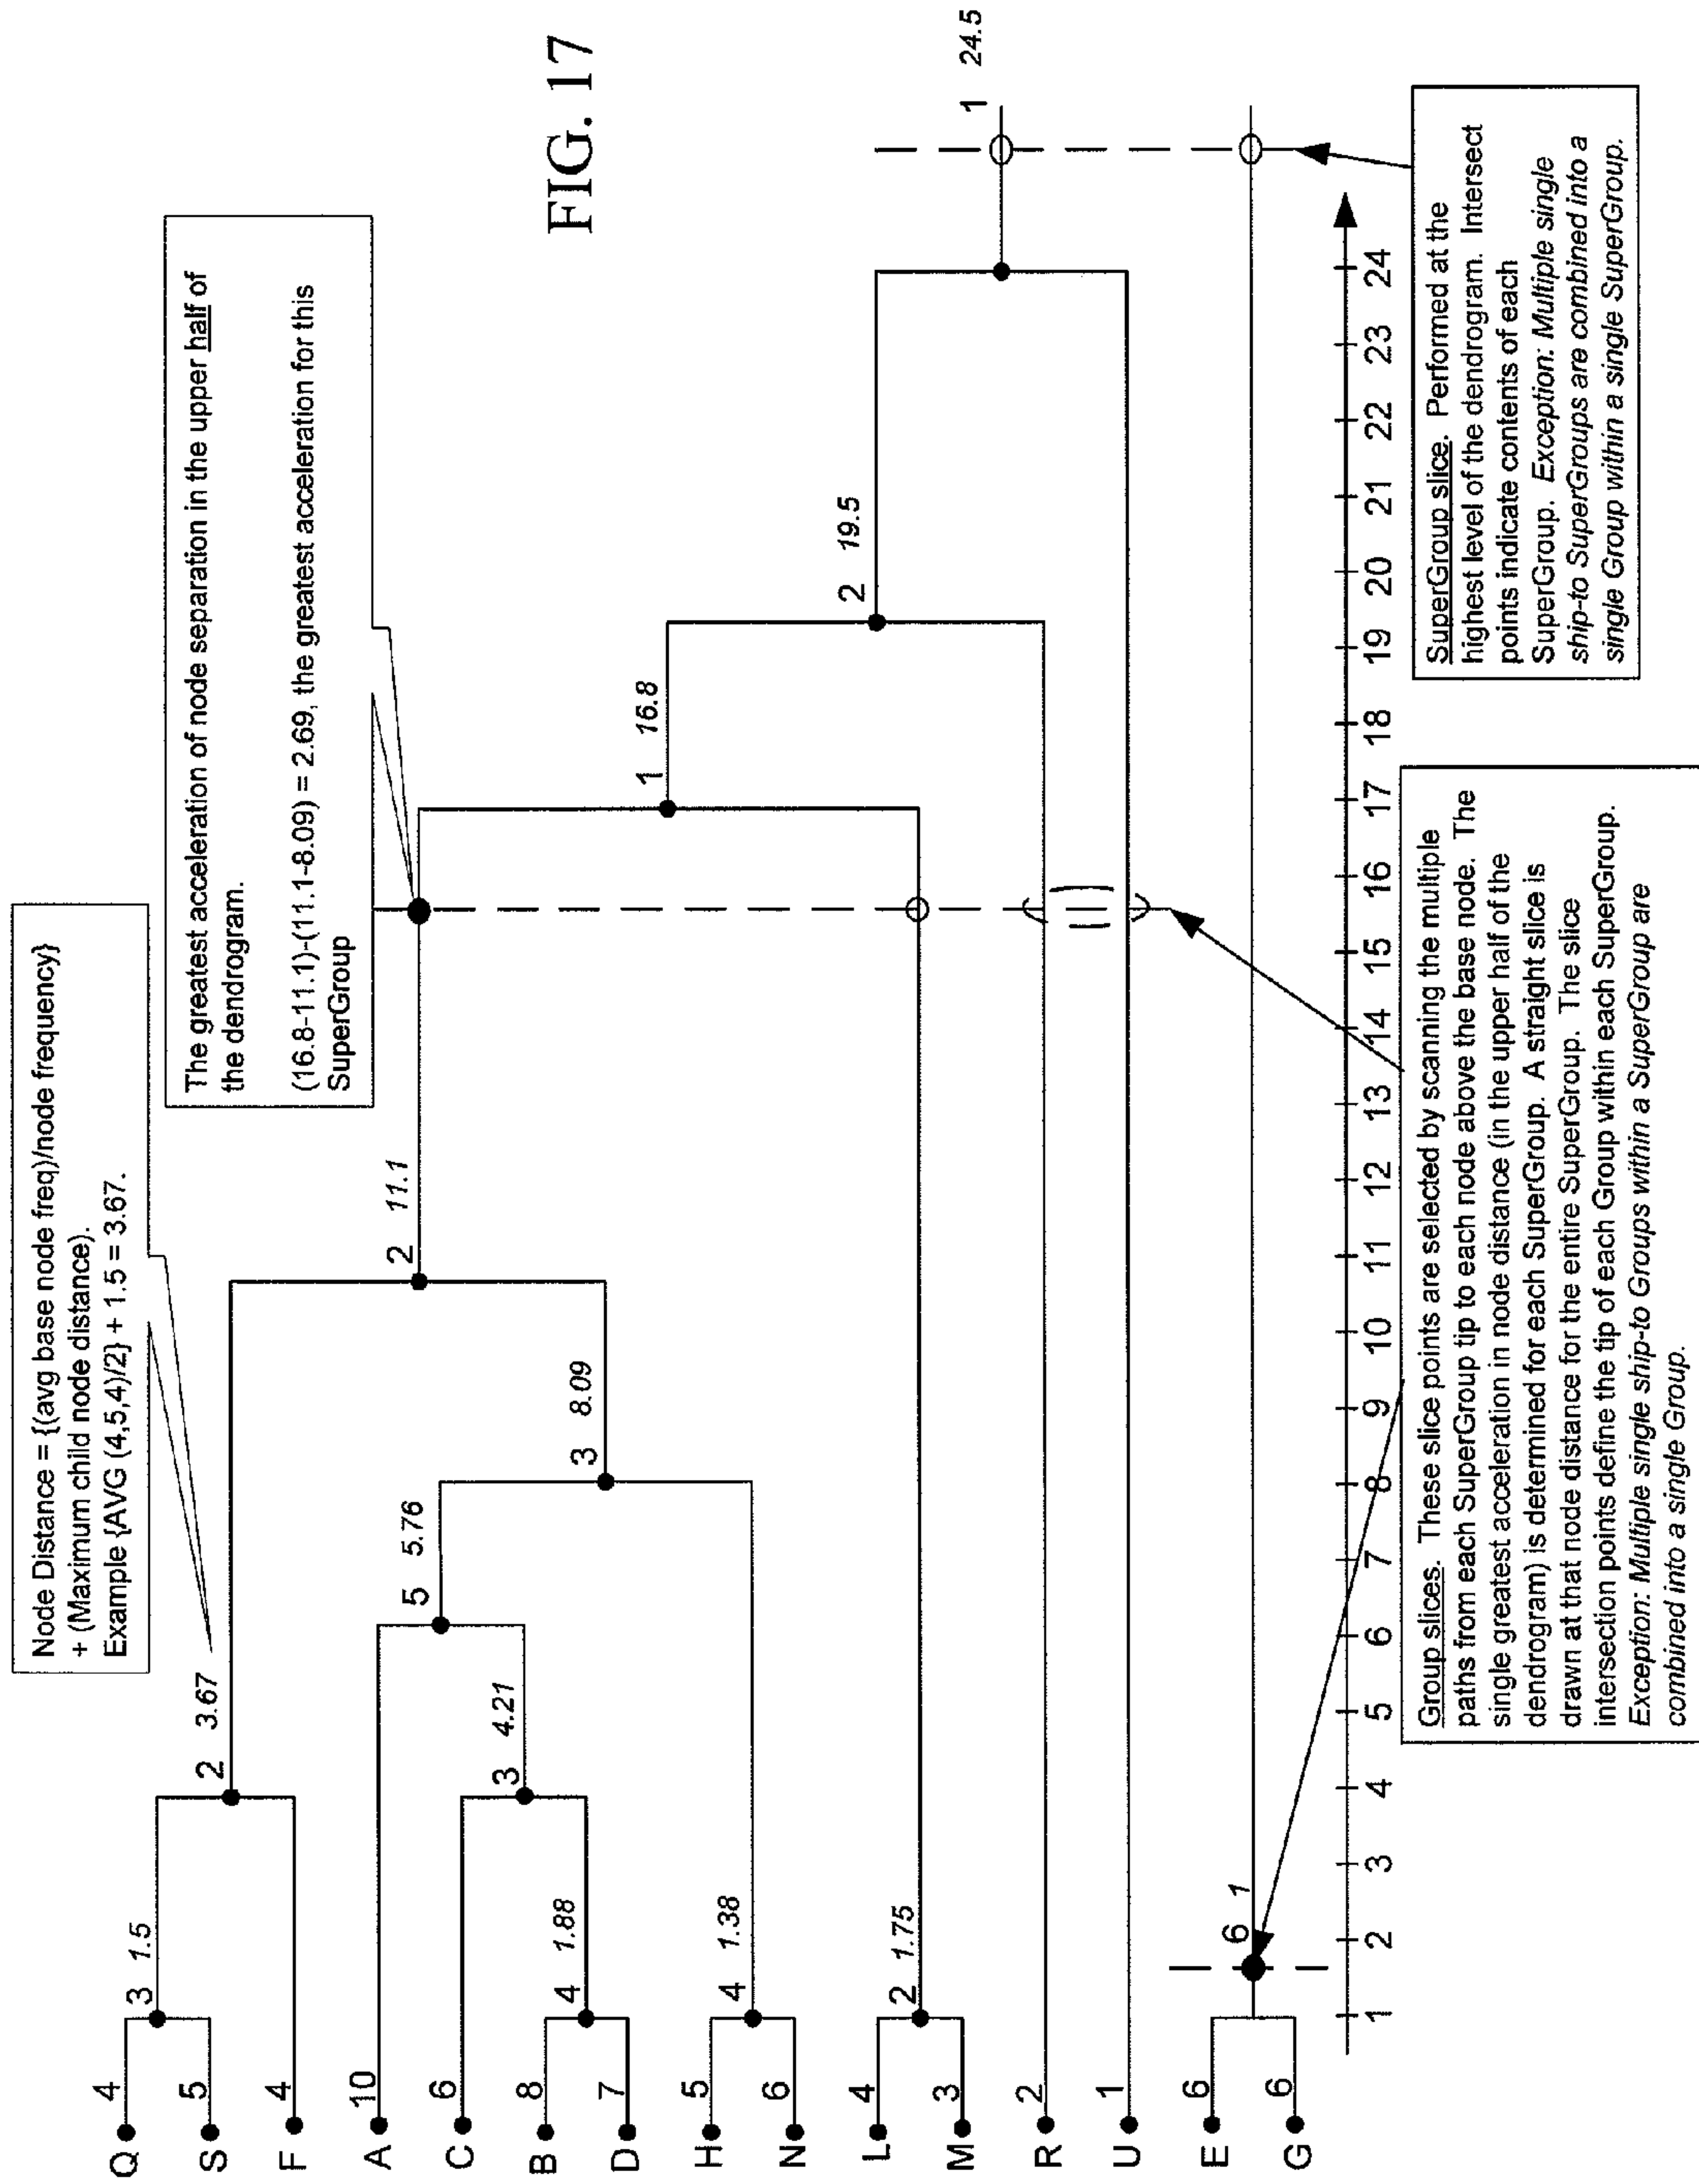 FIG. 17
Node Distance = {(avg base node freq)/node frequency}
+ (Maximum child node distance).
Example {AVG (4,5,4)/2} + 1.5 = 3.67.
The greatest acceleration of node separation in the upper half of
the dendrogram.
(16.8-11.1)-(11.1-8.09) = 2.69, the greatest acceleration for this
SuperGroup
Q 4
S 5
3 1.5
F 4
2 3.67
A 10
C 6
B 8
D 7
4 1.88
3 4.21
5 5.76
H 5
N 6
4 1.38
3 8.09
2 11.1
L 4
M 3
2 1.75
1 16.8
R 2
2 19.5
U 1
1 24.5
E 6
G 6
6 1
1 2 3 4 5 6 7 8 9 10 11 12 13 14 15 16 17 18 19 20 21 22 23 24
Group slices. These slice points are selected by scanning the multiple
paths from each SuperGroup tip to each node above the base node. The
single greatest acceleration in node distance (in the upper half of the
dendrogram) is determined for each SuperGroup. A straight slice is
drawn at that node distance for the entire SuperGroup. The slice
intersection points define the tip of each Group within each SuperGroup.
Exception: Multiple single ship-to Groups within a SuperGroup are
combined into a single Group.
SuperGroup slice. Performed at the
highest level of the dendrogram. Intersect
points indicate contents of each
SuperGroup. Exception: Multiple single
ship-to SuperGroups are combined into a
single Group within a single SuperGroup.